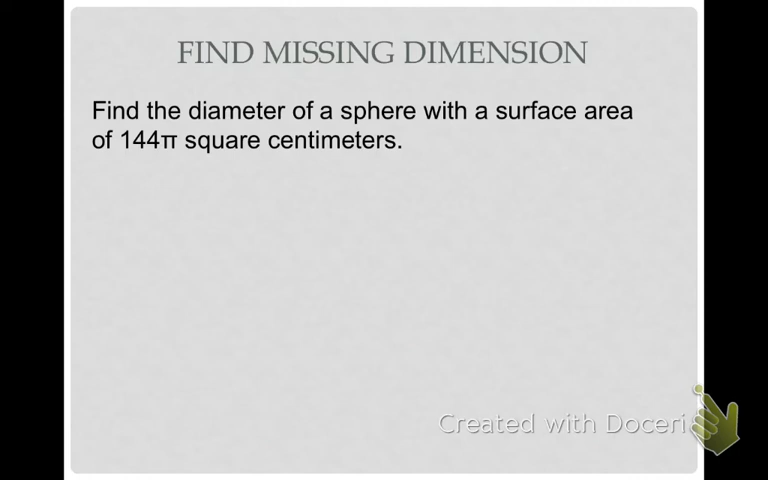 FIND MISSING DIMENSION
Find the diameter of a sphere with a surface area
of 144π square centimeters.
Created with Doceri